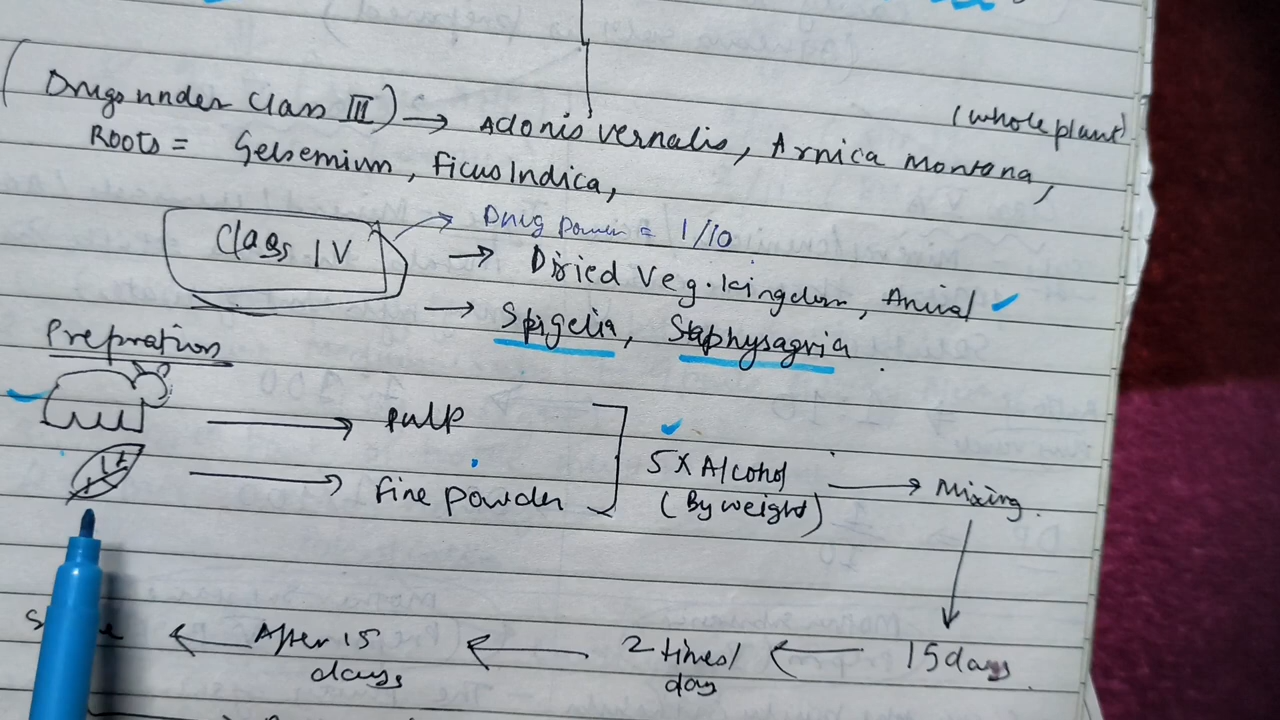 (Drugs under Class III) → Adonis vernalis, Arnica montana,
(whole plant)
Roots = Gelsemium, Ficus Indica,
Class IV
→ Drug power = 1/10
→ Diried Veg. kingdom, Animal
→ Spigelia, Staphysagria
Prepration
→ Pulp
→ Fine powder
5 X Alcohol
(By weight)
→ Mixing.
15 days
← 2 times/
day
← After 15
days
←